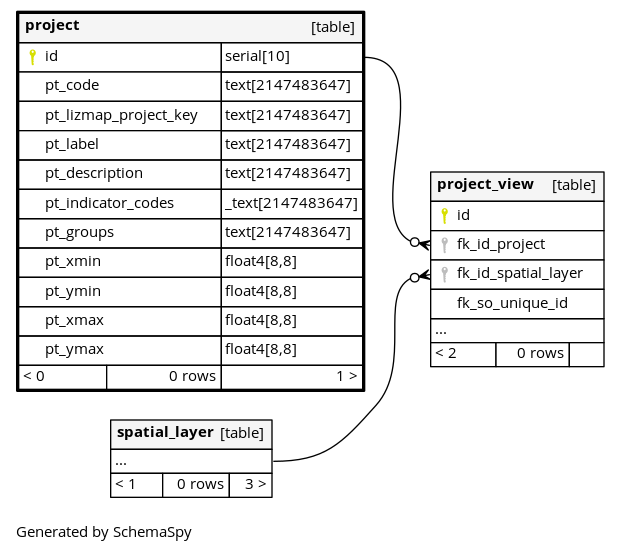 project [table]
id serial[10]
pt_code text[2147483647]
pt_lizmap_project_key text[2147483647]
pt_label text[2147483647]
pt_description text[2147483647]
pt_indicator_codes _text[2147483647]
pt_groups text[2147483647]
pt_xmin float4[8,8]
pt_ymin float4[8,8]
pt_xmax float4[8,8]
pt_ymax float4[8,8]
< 0 0 rows 1 >
project_view [table]
id
fk_id_project
fk_id_spatial_layer
fk_so_unique_id
...
< 2 0 rows
spatial_layer [table]
...
< 1 0 rows 3 >
Generated by SchemaSpy